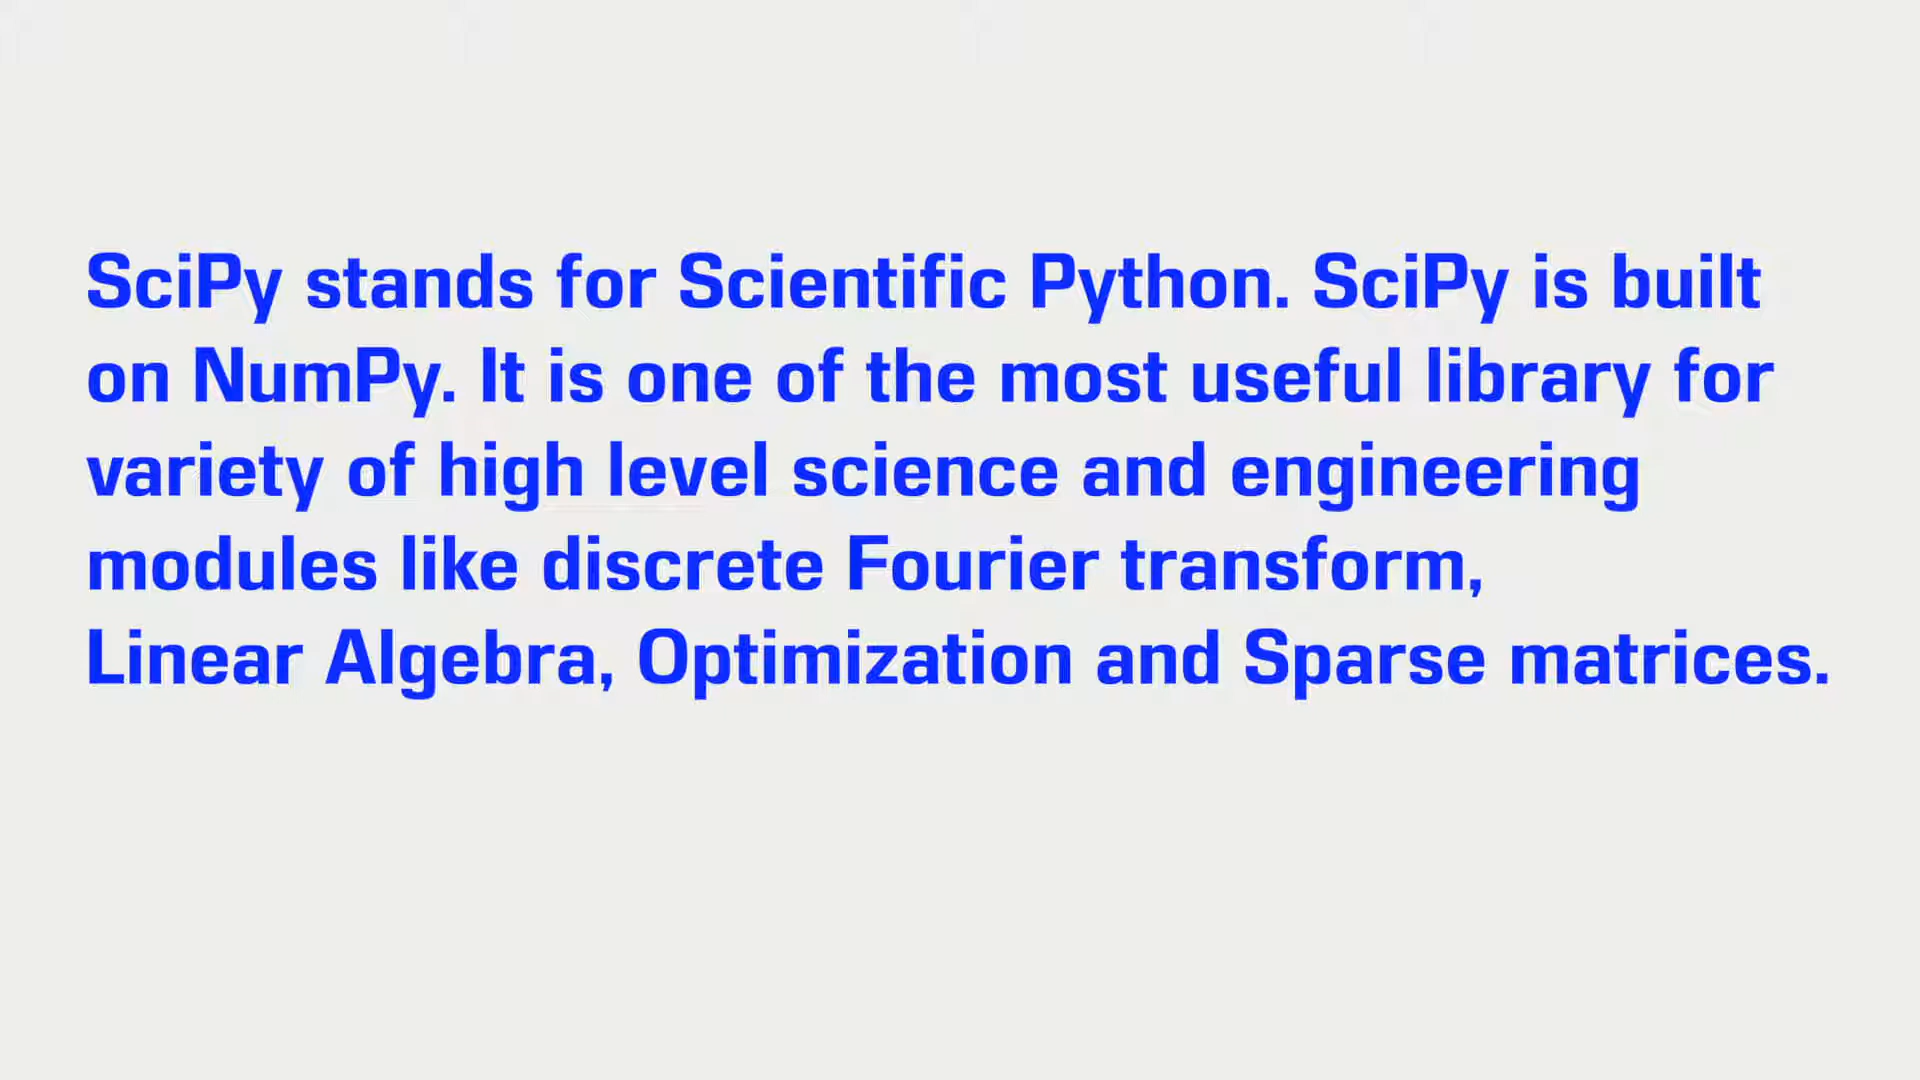 SciPy stands for Scientific Python. SciPy is built
on NumPy. It is one of the most useful library for
variety of high level science and engineering
modules like discrete Fourier transform,
Linear Algebra, Optimization and Sparse matrices.